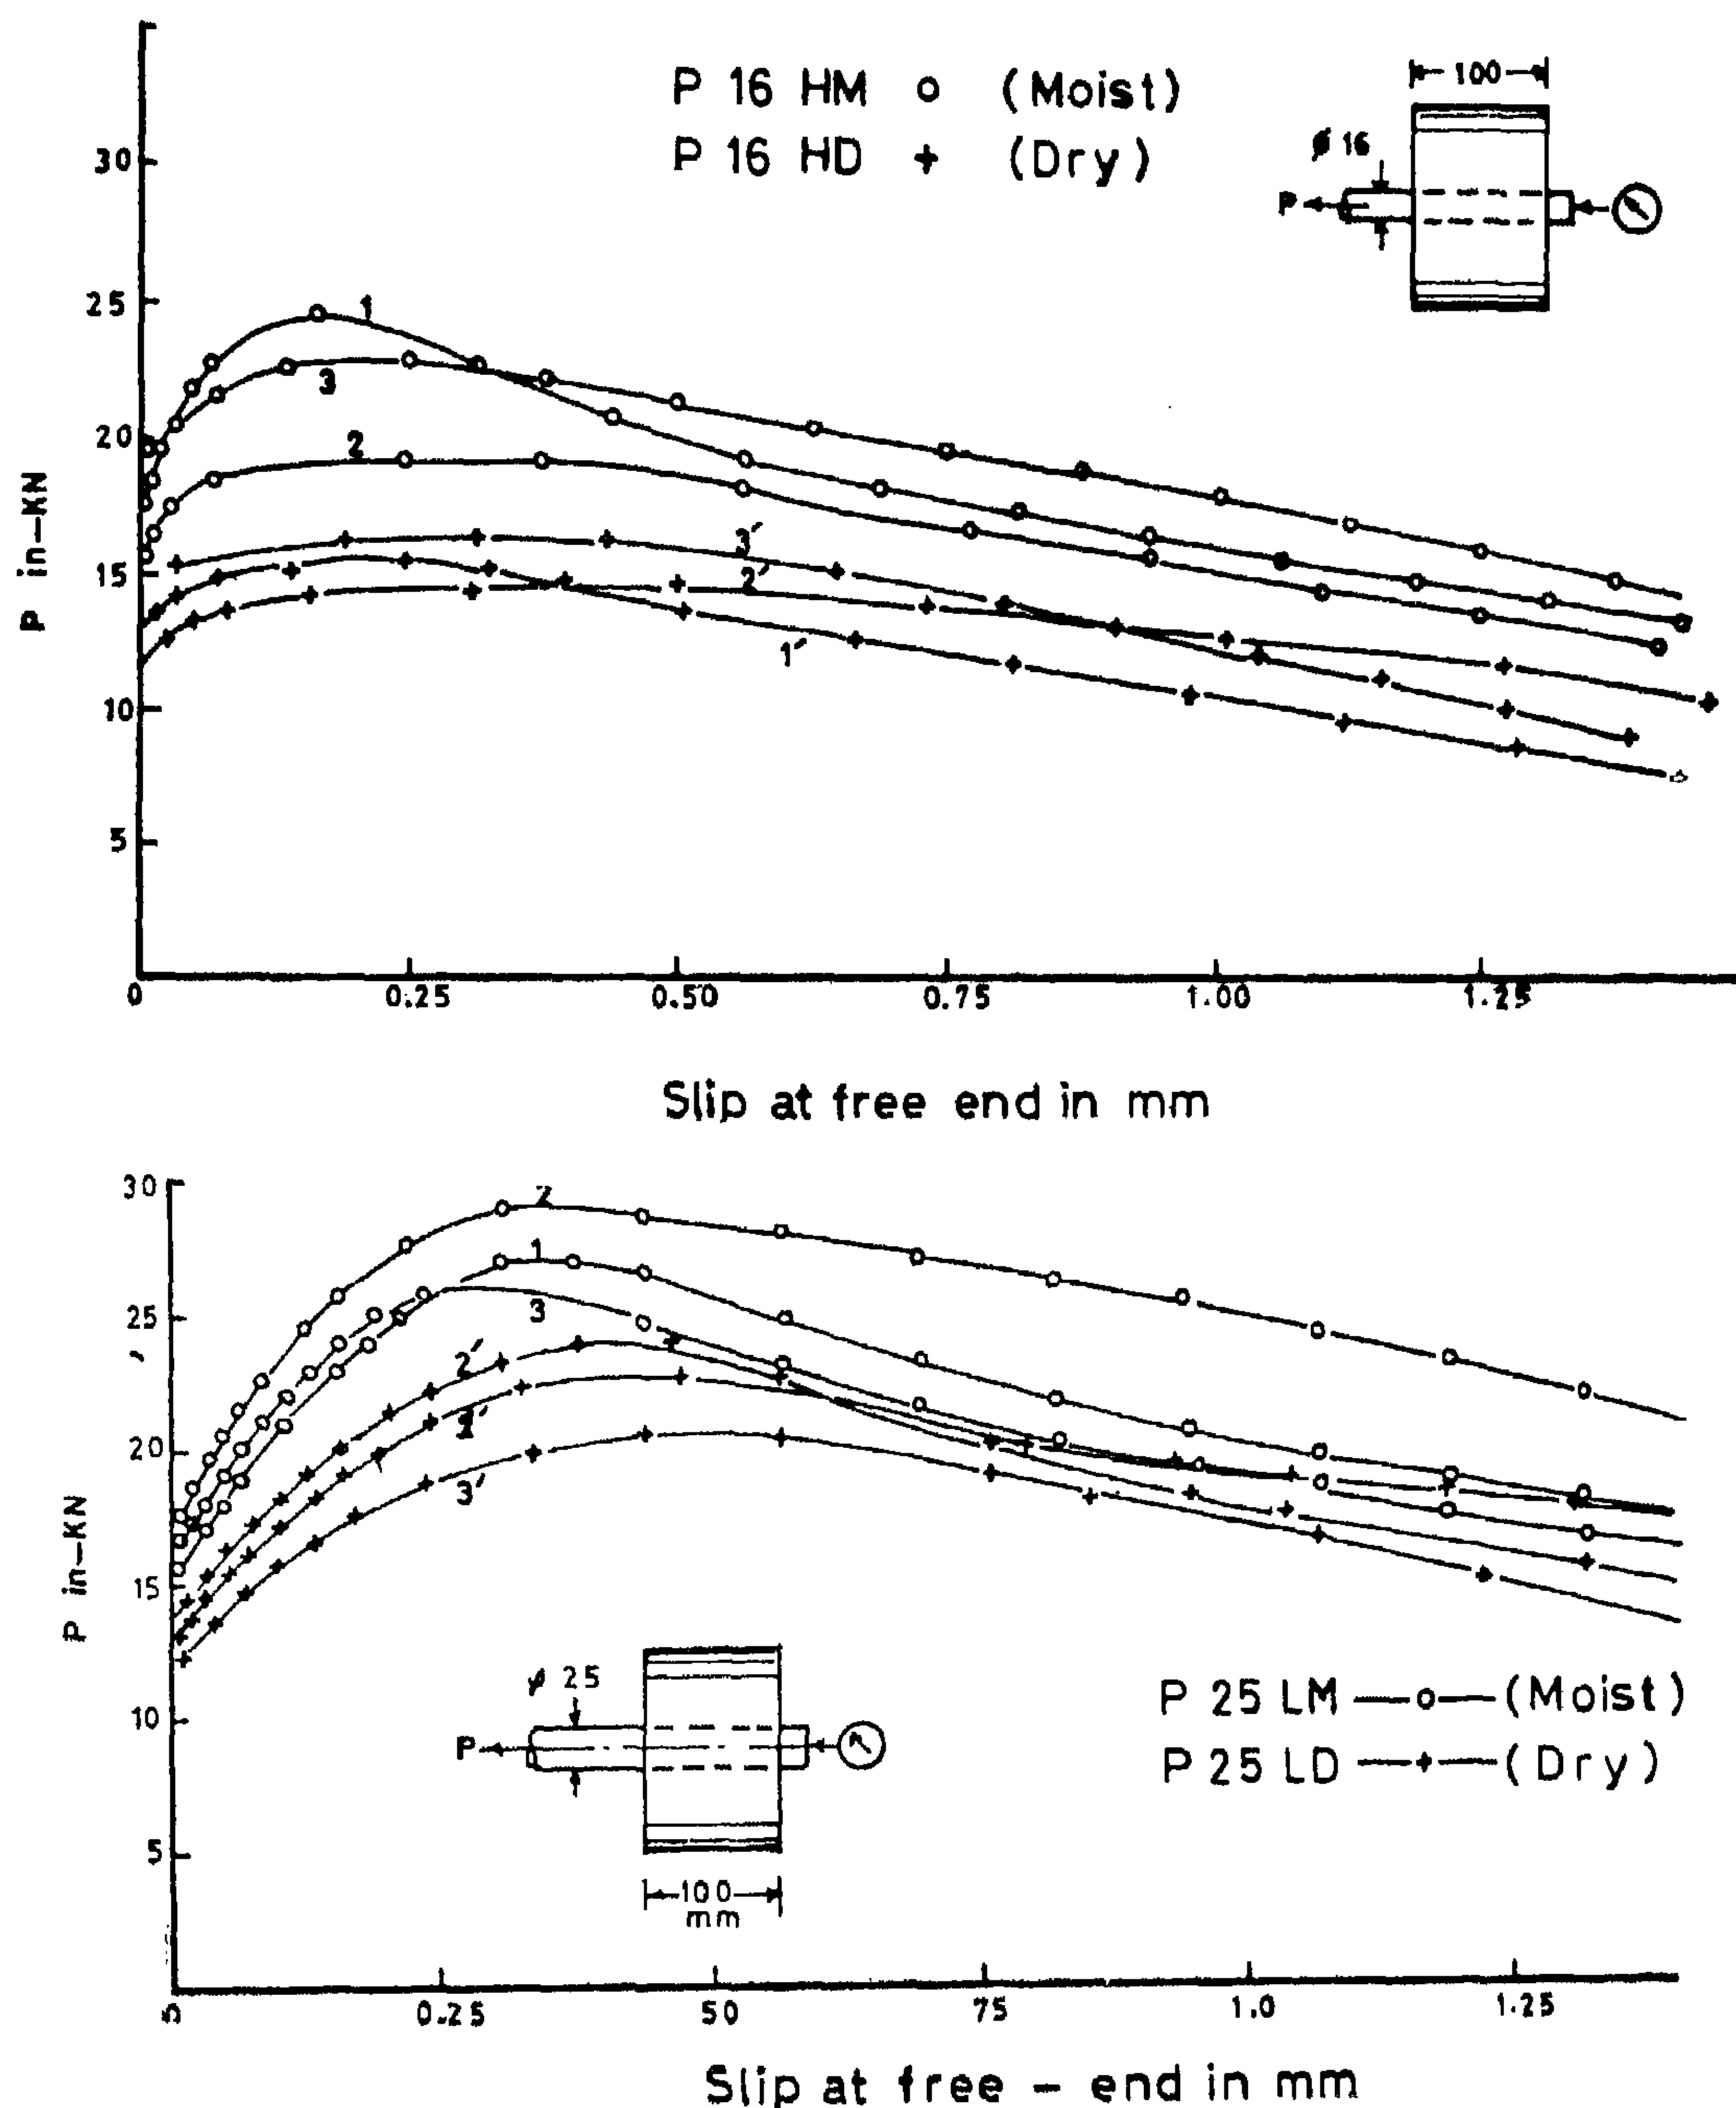 P 16 HM o (Moist)
P 16 HD + (Dry)
100
ø 16
P
30
25
20
15
10
5
P in-KN
1
3
2
3′
2′
1′
0 0.25 0.50 0.75 1.00 1.25
Slip at free end in mm
30
25
20
15
10
5
P in-KN
2
1
3
2′
1′
3′
ø 25
P
100
mm
P 25 LM —o— (Moist)
P 25 LD —+— (Dry)
0.25 50 75 1.0 1.25
Slip at free - end in mm